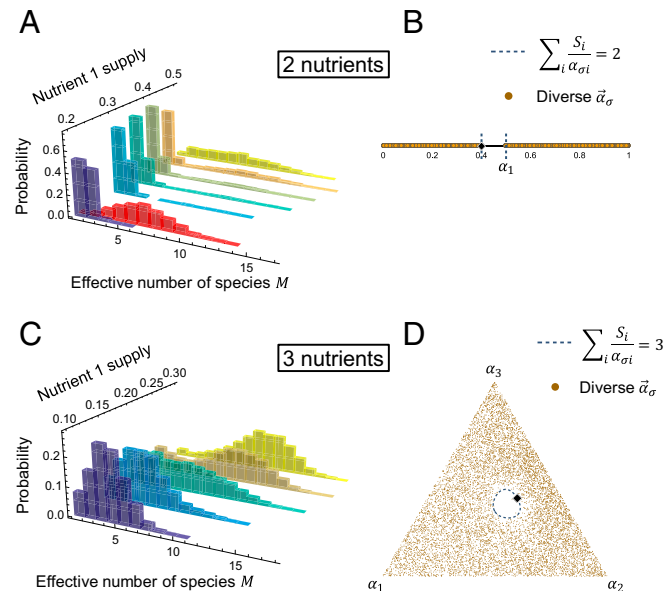 A
Nutrient 1 supply
0.2
0.3
0.4
0.5
2 nutrients
Probability
0.6
0.4
0.2
0.0
5
10
15
Effective number of species M
B
∑ᵢ Sᵢ/α_σi = 2
Diverse α⃗_σ
0 0.2 0.4 0.6 0.8 1
α₁
C
Nutrient 1 supply
0.10
0.15
0.20
0.25
0.30
3 nutrients
Probability
0.2
0.1
0.0
5
10
15
Effective number of species M
D
∑ᵢ Sᵢ/α_σi = 3
Diverse α⃗_σ
α₃
α₁ α₂